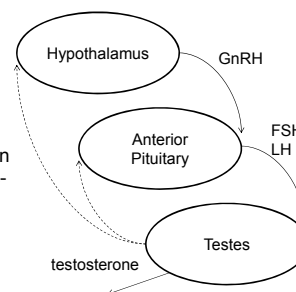 Hypothalamus
GnRH
Anterior
Pituitary
FSH
LH
n
-
Testes
testosterone